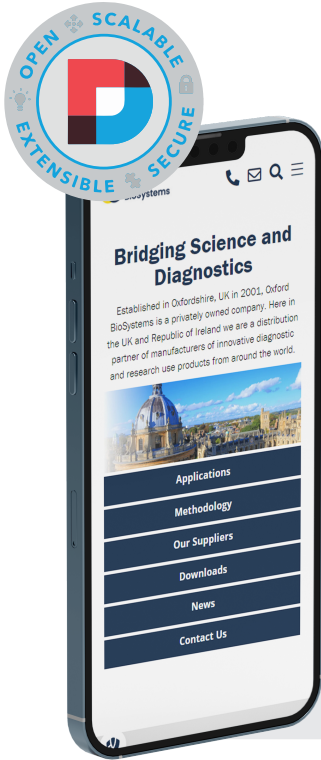 OPEN SCALABLE
EXTENSIBLE SECURE
BioSystems
Bridging Science and
Diagnostics
Established in Oxfordshire, UK in 2001, Oxford
BioSystems is a privately owned company. Here in
the UK and Republic of Ireland we are a distribution
partner of manufacturers of innovative diagnostic
and research use products from around the world.
Applications
Methodology
Our Suppliers
Downloads
News
Contact Us